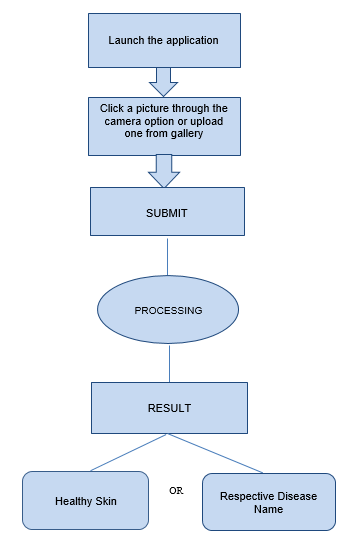 Launch the application
Click a picture through the
camera option or upload
one from gallery
SUBMIT
PROCESSING
RESULT
Healthy Skin
OR
Respective Disease
Name